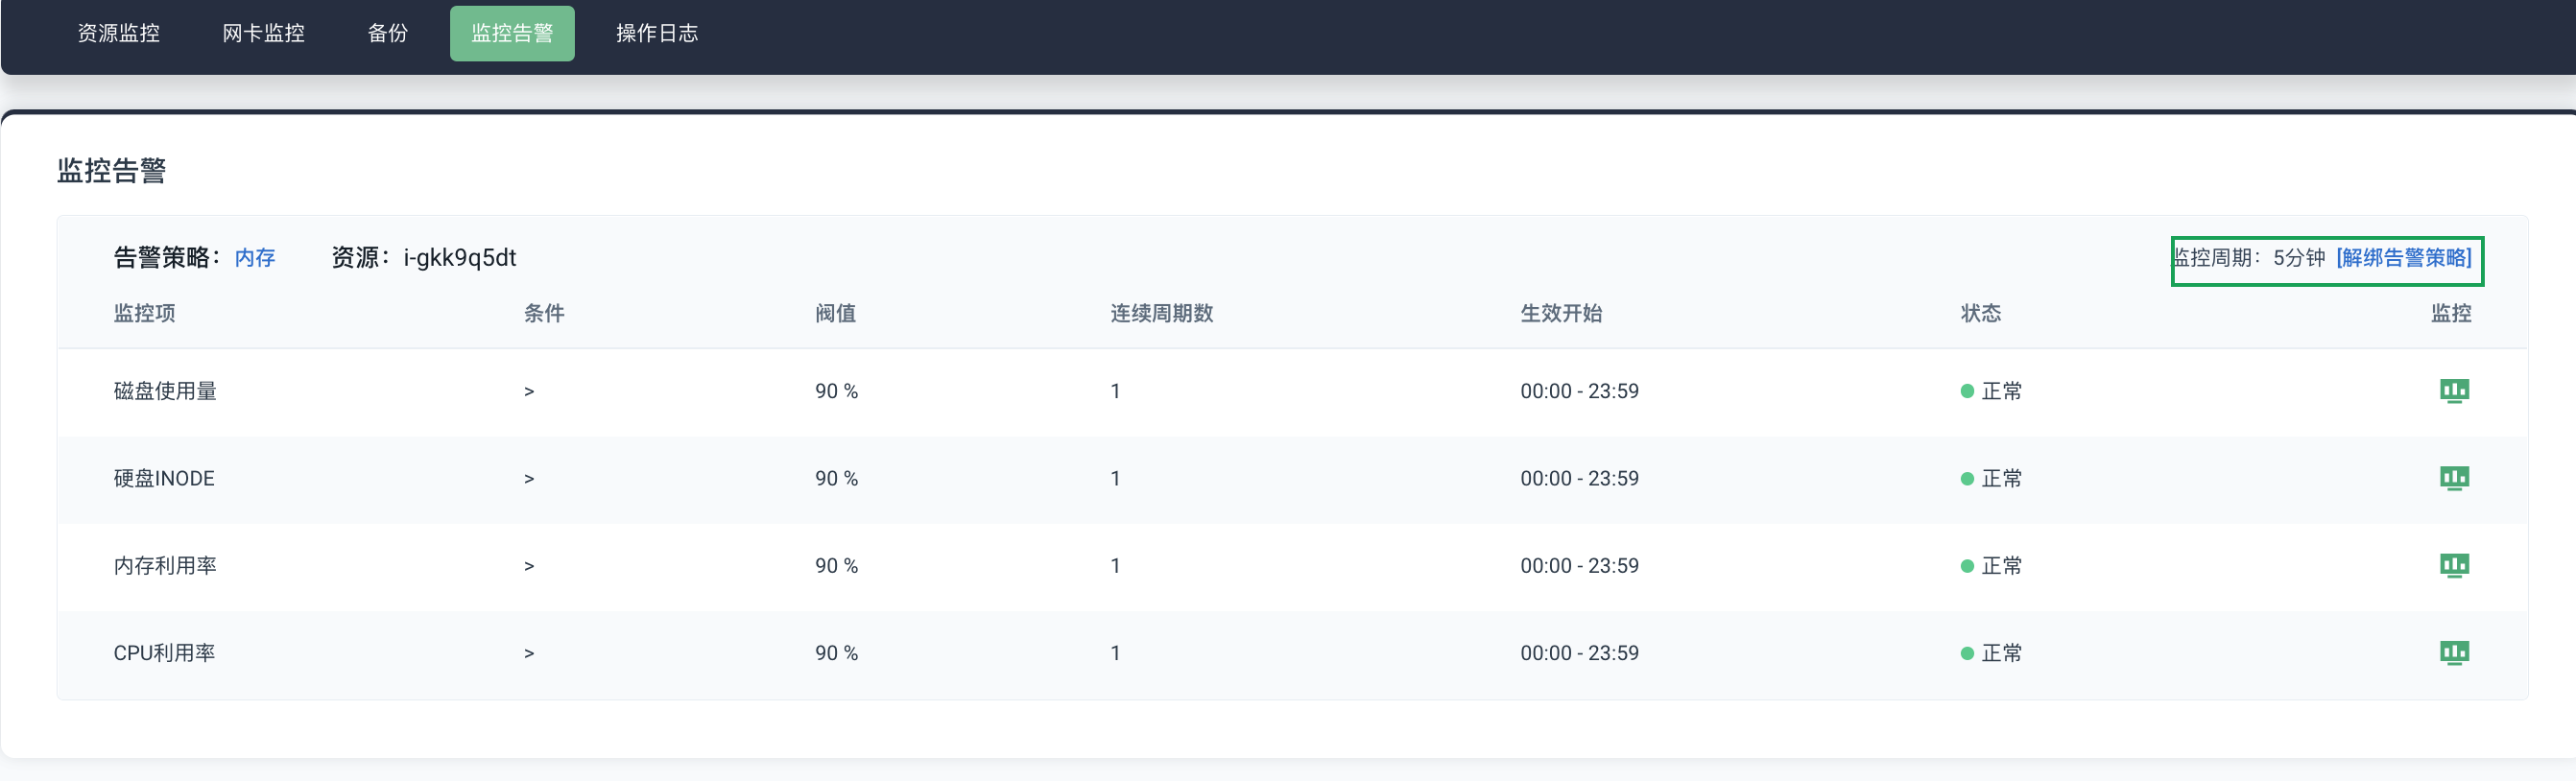 资源监控 网卡监控 备份 监控告警 操作日志
监控告警
告警策略： 内存 资源： i-gkk9q5dt 监控周期： 5分钟 [解绑告警策略]
监控项 条件 阀值 连续周期数 生效开始 状态 监控
磁盘使用量 > 90 % 1 00:00 - 23:59 正常
硬盘INODE > 90 % 1 00:00 - 23:59 正常
内存利用率 > 90 % 1 00:00 - 23:59 正常
CPU利用率 > 90 % 1 00:00 - 23:59 正常